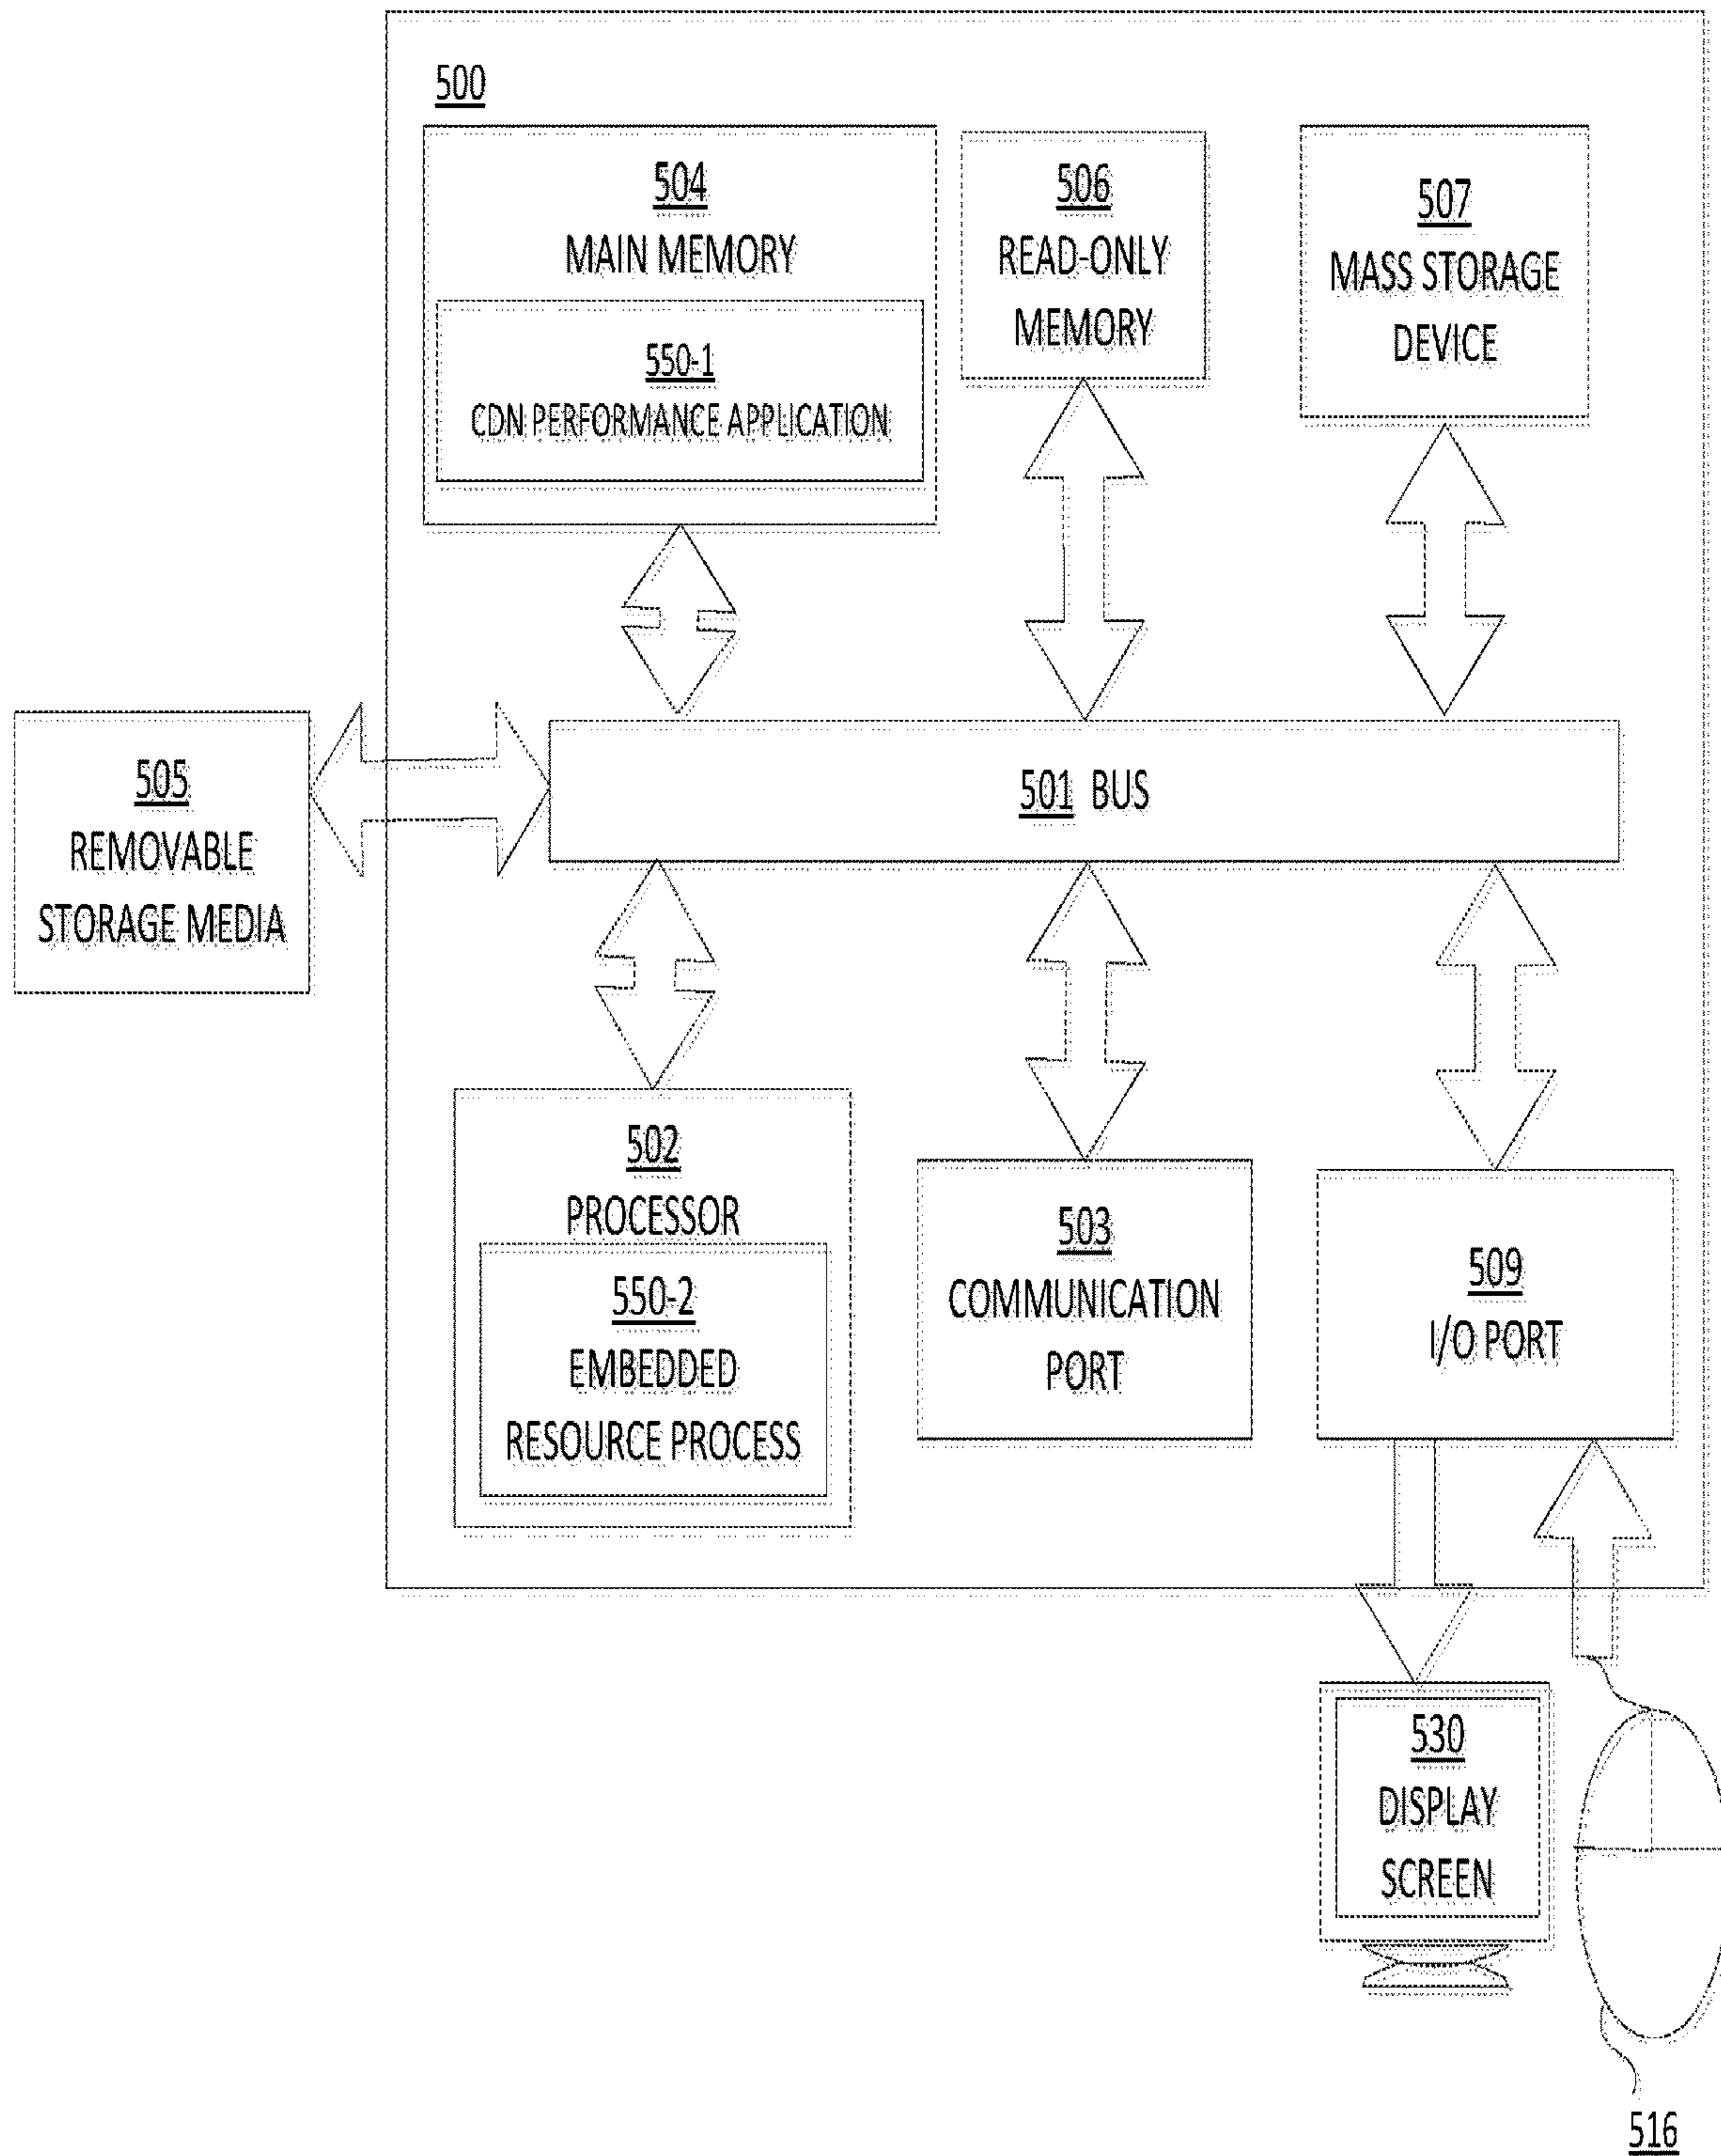 500
504
MAIN MEMORY
550-1
CDN PERFORMANCE APPLICATION
506
READ-ONLY
MEMORY
507
MASS STORAGE
DEVICE
505
REMOVABLE
STORAGE MEDIA
501 BUS
502
PROCESSOR
550-2
EMBEDDED
RESOURCE PROCESS
503
COMMUNICATION
PORT
509
I/O PORT
530
DISPLAY
SCREEN
516